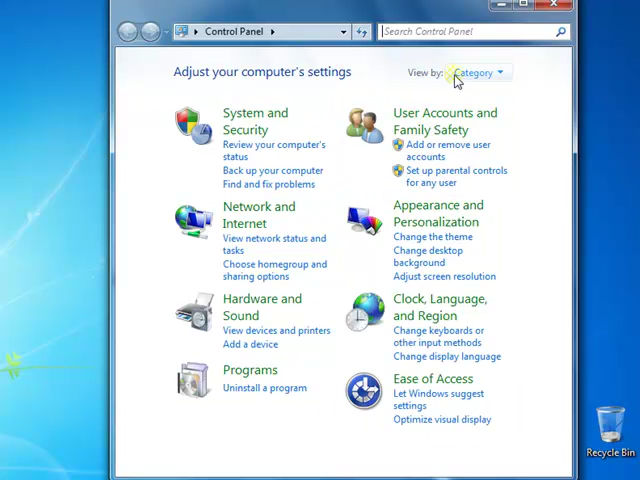 Control Panel
Search Control Panel
Adjust your computer's settings
View by: Category
System and
Security
Review your computer's
status
Back up your computer
Find and fix problems
Network and
Internet
View network status and
tasks
Choose homegroup and
sharing options
Hardware and
Sound
View devices and printers
Add a device
Programs
Uninstall a program
User Accounts and
Family Safety
Add or remove user
accounts
Set up parental controls
for any user
Appearance and
Personalization
Change the theme
Change desktop
background
Adjust screen resolution
Clock, Language,
and Region
Change keyboards or
other input methods
Change display language
Ease of Access
Let Windows suggest
settings
Optimize visual display
Recycle Bin